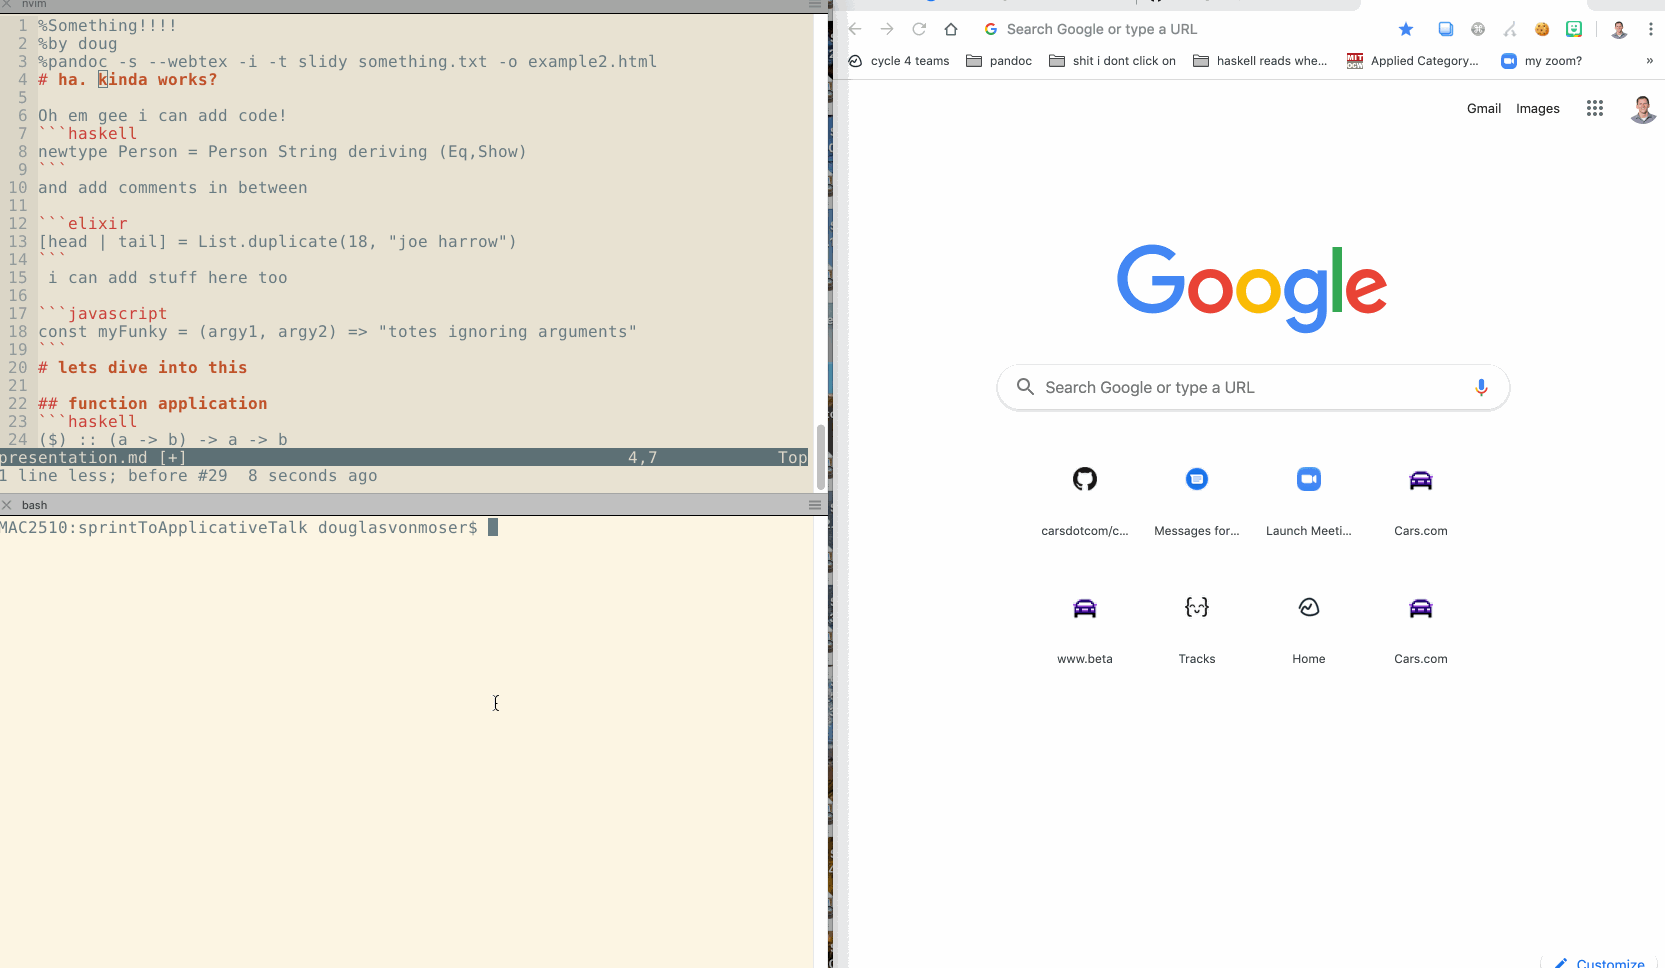 nvim
1 %Something!!!!
2 %by doug
3 %pandoc -s --webtex -i -t slidy something.txt -o example2.html
4 # ha. kinda works?
5
6 Oh em gee i can add code!
7 ```haskell
8 newtype Person = Person String deriving (Eq,Show)
9 ```
10 and add comments in between
11
12 ```elixir
13 [head | tail] = List.duplicate(18, "joe harrow")
14 ```
15  i can add stuff here too
16
17 ```javascript
18 const myFunky = (argy1, argy2) => "totes ignoring arguments"
19 ```
20 # lets dive into this
21
22 ## function application
23 ```haskell
24 ($) :: (a -> b) -> a -> b
presentation.md [+] 4,7 Top
1 line less; before #29  8 seconds ago
bash
MAC2510:sprintToApplicativeTalk douglasvonmoser$
Search Google or type a URL
cycle 4 teams pandoc shit i dont click on haskell reads whe... MIT OCW Applied Category... my zoom? »
Gmail Images
Google
Search Google or type a URL
carsdotcom/c... Messages for... Launch Meeti... Cars.com
www.beta Tracks Home Cars.com
Customize